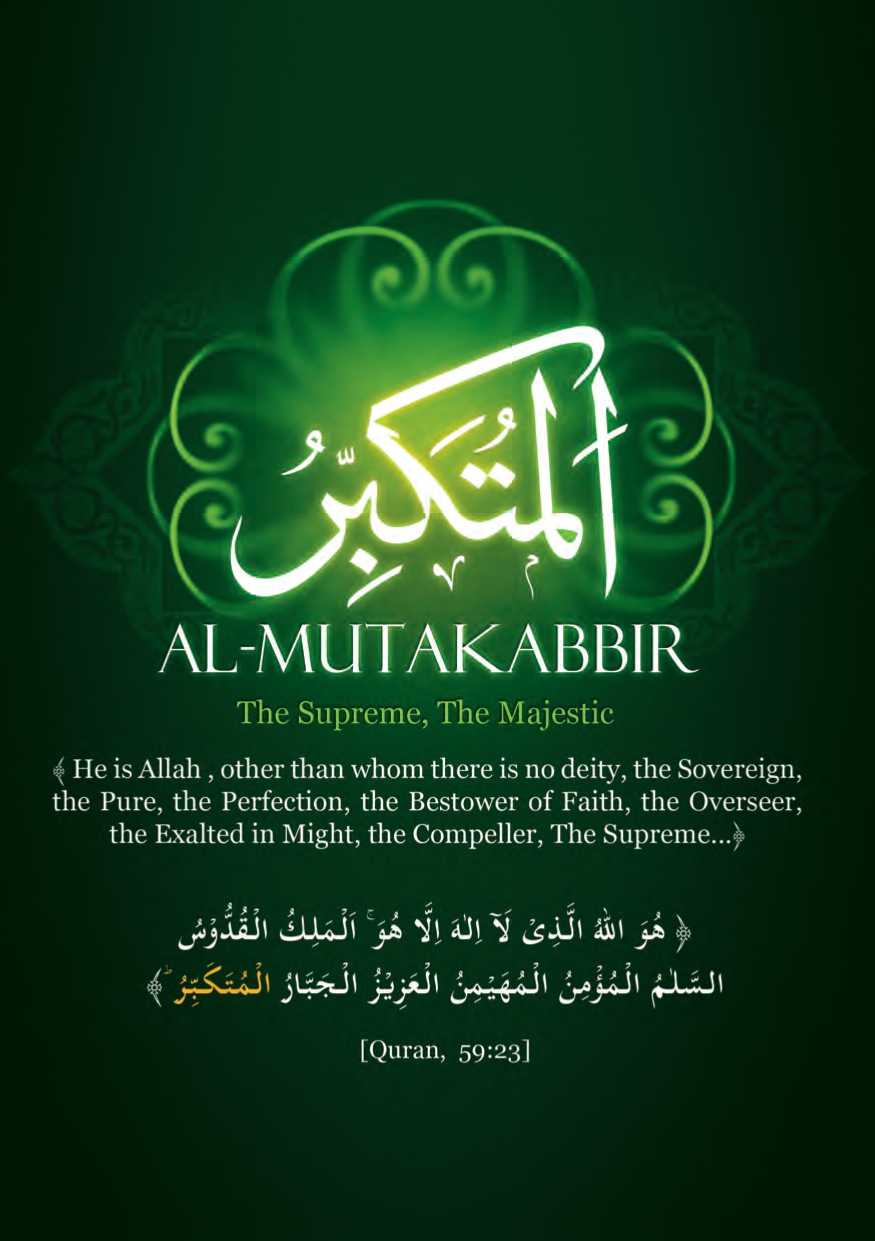 اَلْمُتَكَبِّرُ
AL-MUTAKABBIR
The Supreme, The Majestic
﴾ He is Allah , other than whom there is no deity, the Sovereign,
the Pure, the Perfection, the Bestower of Faith, the Overseer,
the Exalted in Might, the Compeller, The Supreme...﴿
﴿ هُوَ اللهُ الَّذِىْ لَآ اِلٰهَ اِلَّا هُوَ ۚ اَلْمَلِكُ الْقُدُّوْسُ
السَّلٰمُ الْمُؤْمِنُ الْمُهَيْمِنُ الْعَزِيْزُ الْجَبَّارُ الْمُتَكَبِّرُ ؕ ﴾
[Quran, 59:23]